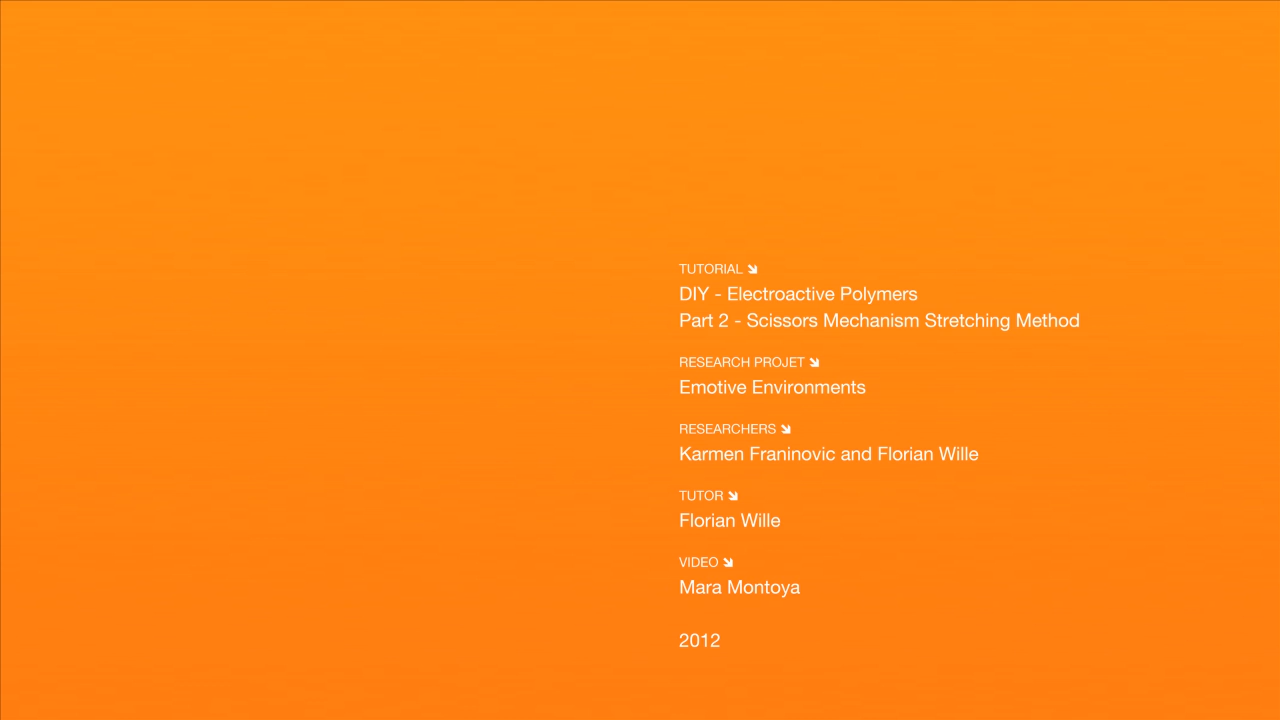 TUTORIAL ⬊
DIY - Electroactive Polymers
Part 2 - Scissors Mechanism Stretching Method
RESEARCH PROJET ⬊
Emotive Environments
RESEARCHERS ⬊
Karmen Franinovic and Florian Wille
TUTOR ⬊
Florian Wille
VIDEO ⬊
Mara Montoya
2012